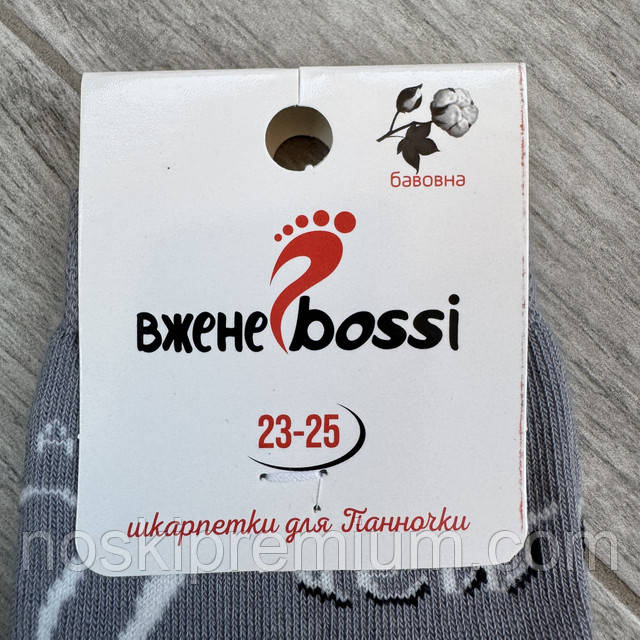 бавовна
вжене bossi
23-25
шкарпетки для Панночки
noskipremium.com